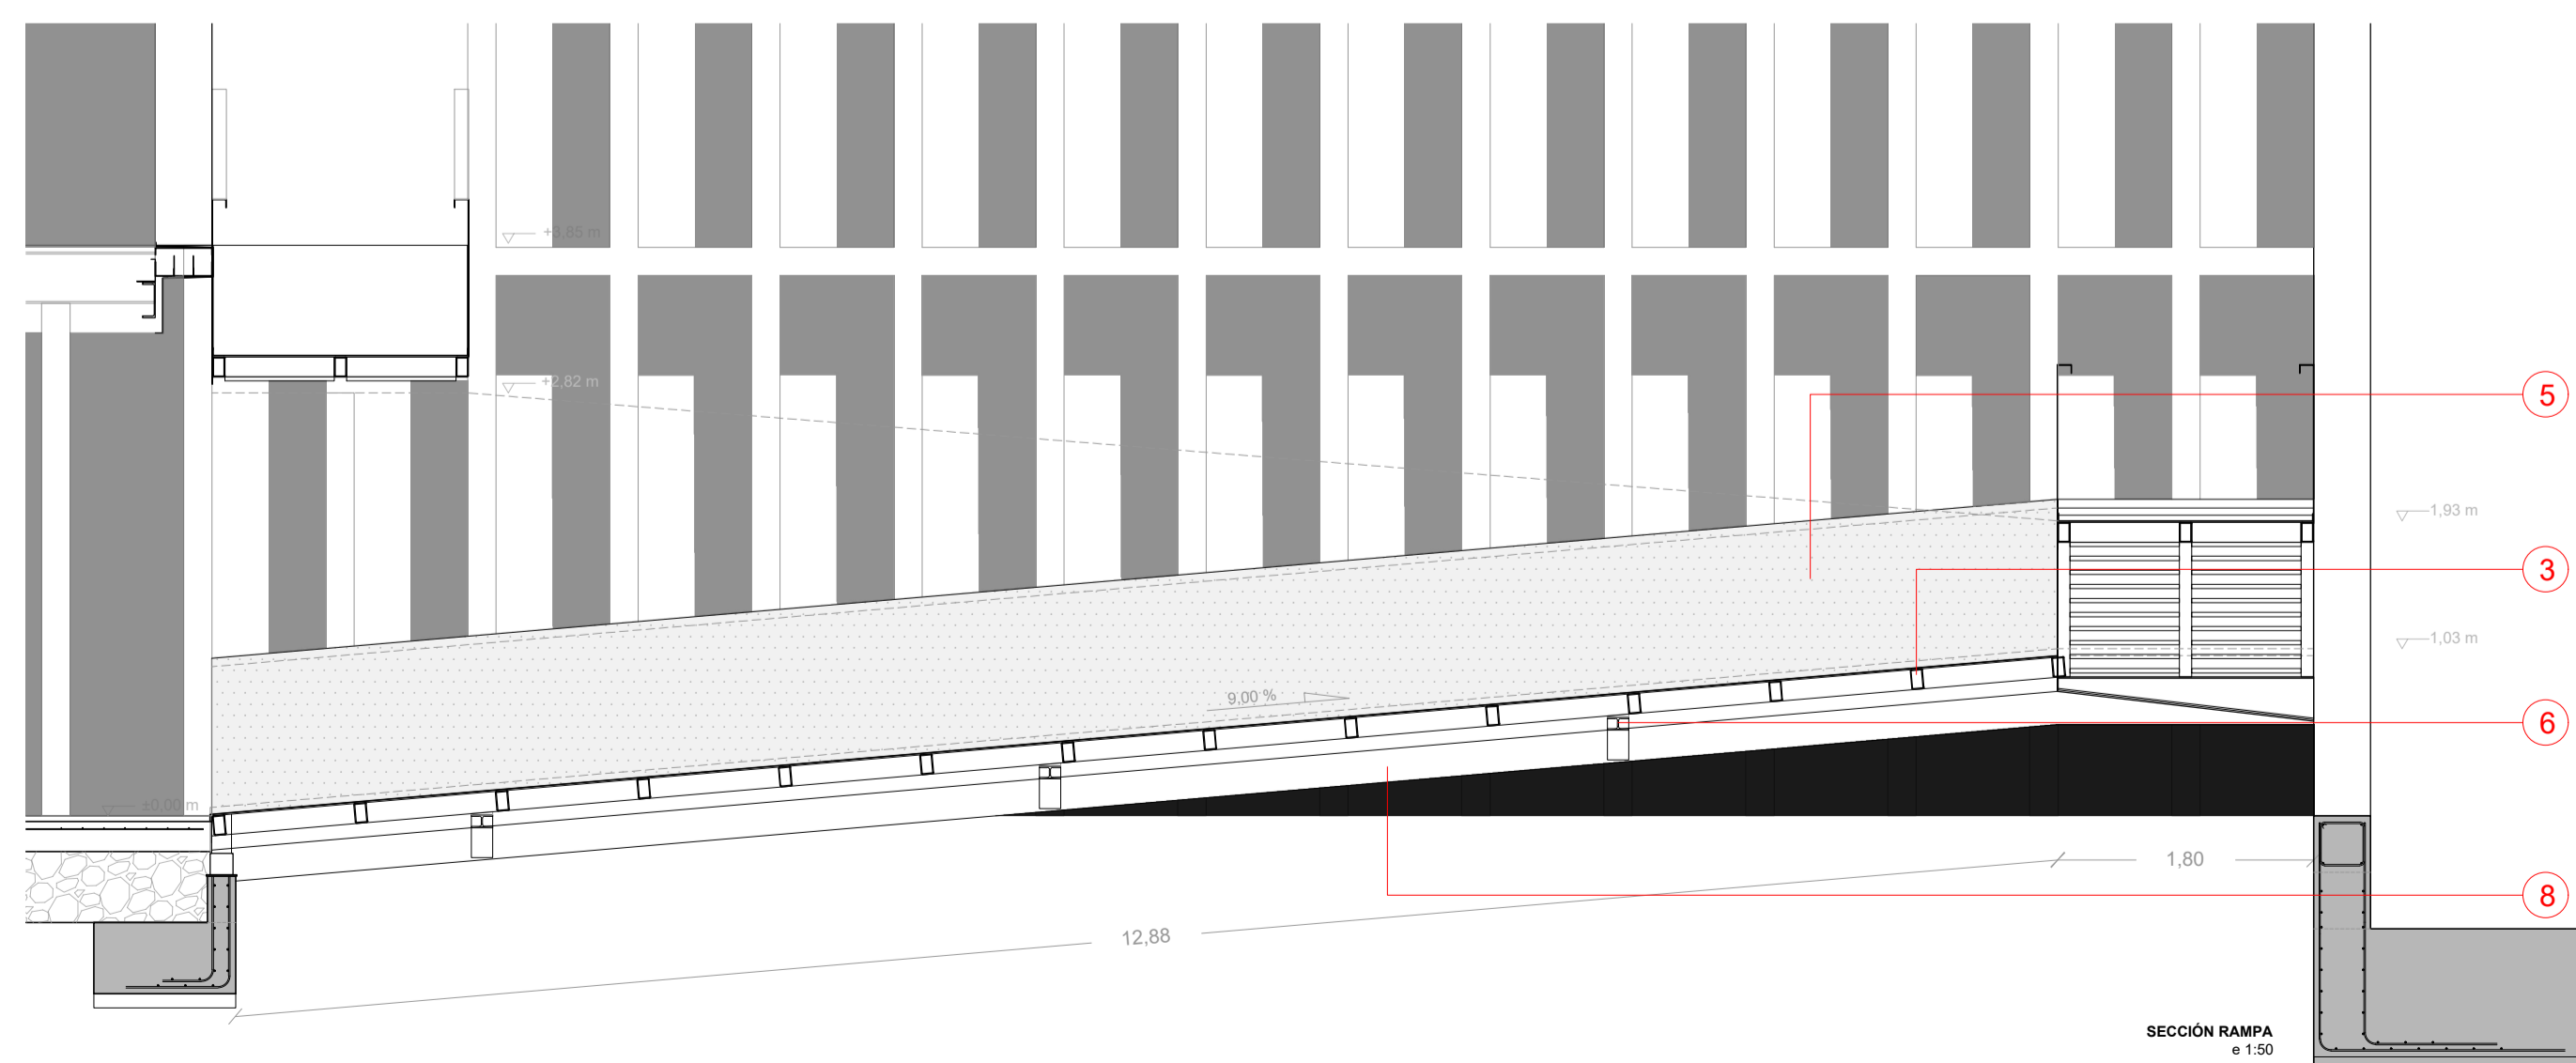 +3,85 m
+2,82 m
5
1,93 m
3
1,03 m
9,00 %
6
±0,00 m
1,80
8
12,88
SECCIÓN RAMPA
e 1:50